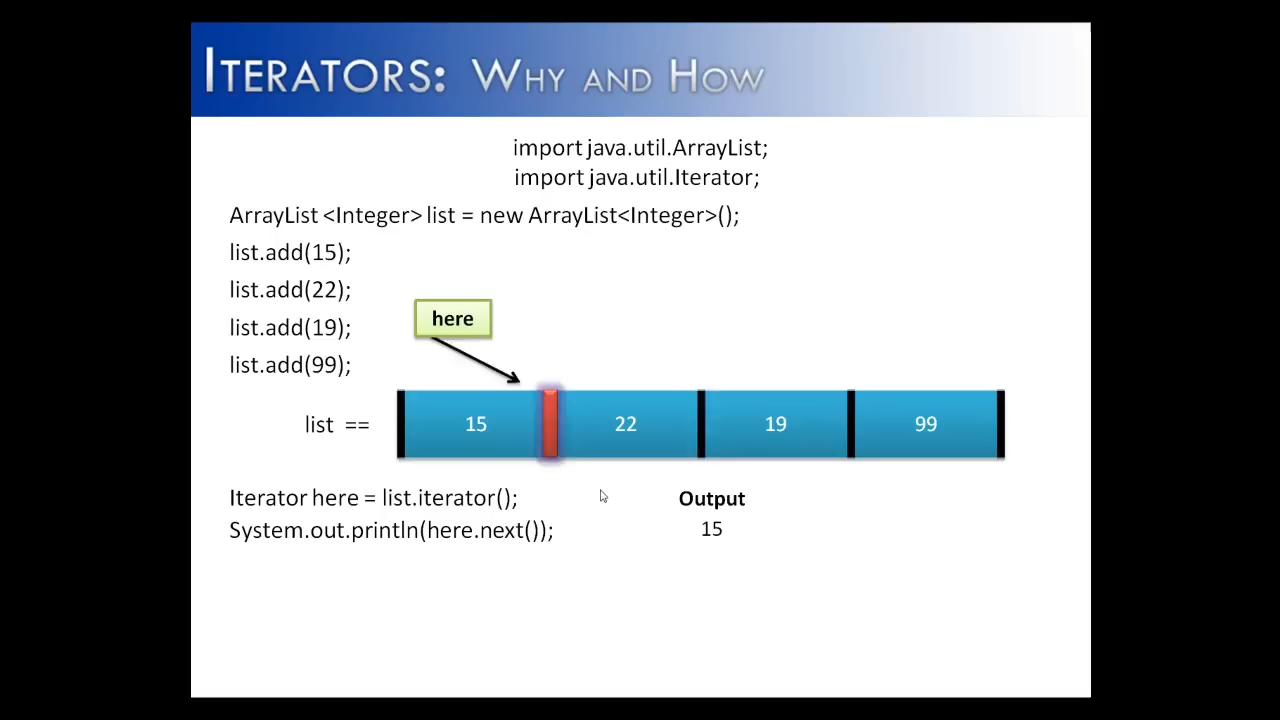 ITERATORS: WHY AND HOW
import java.util.ArrayList;
import java.util.Iterator;
ArrayList <Integer> list = new ArrayList<Integer>();
list.add(15);
list.add(22);
list.add(19);
list.add(99);
here
list == 15 22 19 99
Iterator here = list.iterator();
System.out.println(here.next());
Output
15